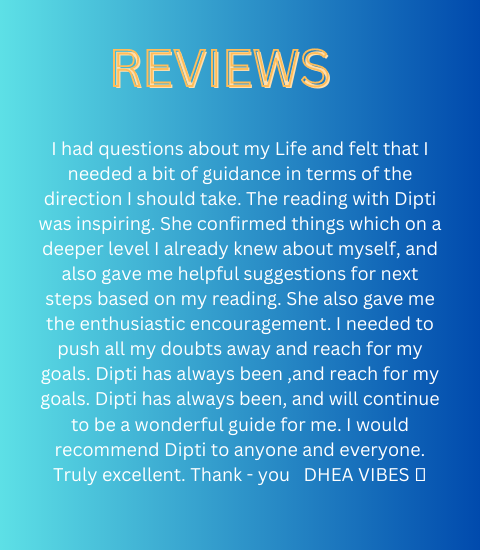 REVIEWS
I had questions about my Life and felt that I
needed a bit of guidance in terms of the
direction I should take. The reading with Dipti
was inspiring. She confirmed things which on a
deeper level I already knew about myself, and
also gave me helpful suggestions for next
steps based on my reading. She also gave me
the enthusiastic encouragement. I needed to
push all my doubts away and reach for my
goals. Dipti has always been ,and reach for my
goals. Dipti has always been, and will continue
to be a wonderful guide for me. I would
recommend Dipti to anyone and everyone.
Truly excellent. Thank - you   DHEA VIBES